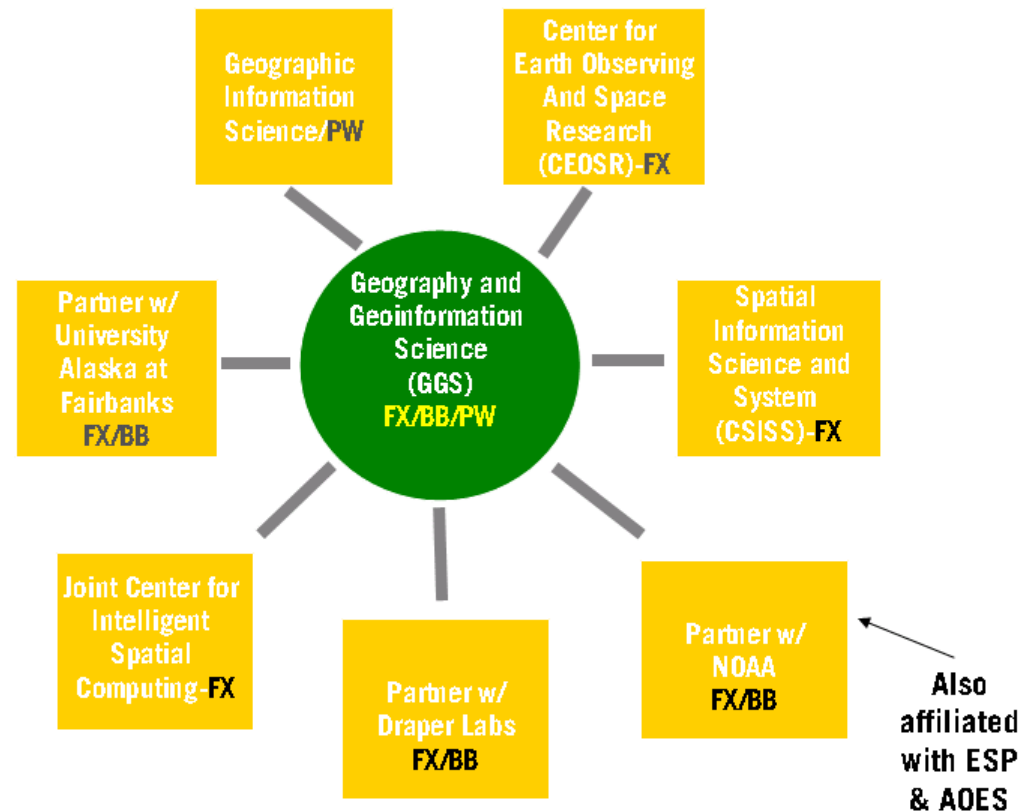 Geographic
Information
Science/PW
Center for
Earth Observing
And Space
Research
(CEOSR)-FX
Geography and
Geoinformation
Science
(GGS)
FX/BB/PW
Partner w/
University
Alaska at
Fairbanks
FX/BB
Spatial
Information
Science and
System
(CSISS)-FX
Joint Center for
Intelligent
Spatial
Computing-FX
Partner w/
Draper Labs
FX/BB
Partner w/
NOAA
FX/BB
Also
affiliated
with ESP
& AOES